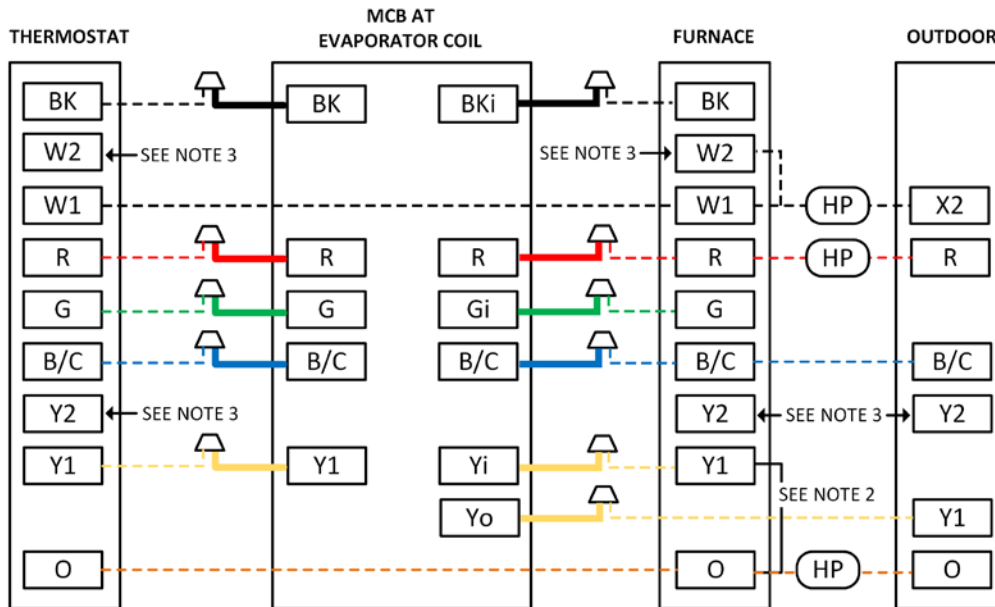 MCB AT
THERMOSTAT EVAPORATOR COIL FURNACE OUTDOOR
BK BK BKi BK
W2 SEE NOTE 3 SEE NOTE 3 W2
W1 W1 HP X2
R R R R HP R
G G Gi G
B/C B/C B/C B/C B/C
Y2 SEE NOTE 3 Y2 SEE NOTE 3 Y2
Y1 Y1 Yi Y1
SEE NOTE 2
Yo Y1
O O HP O